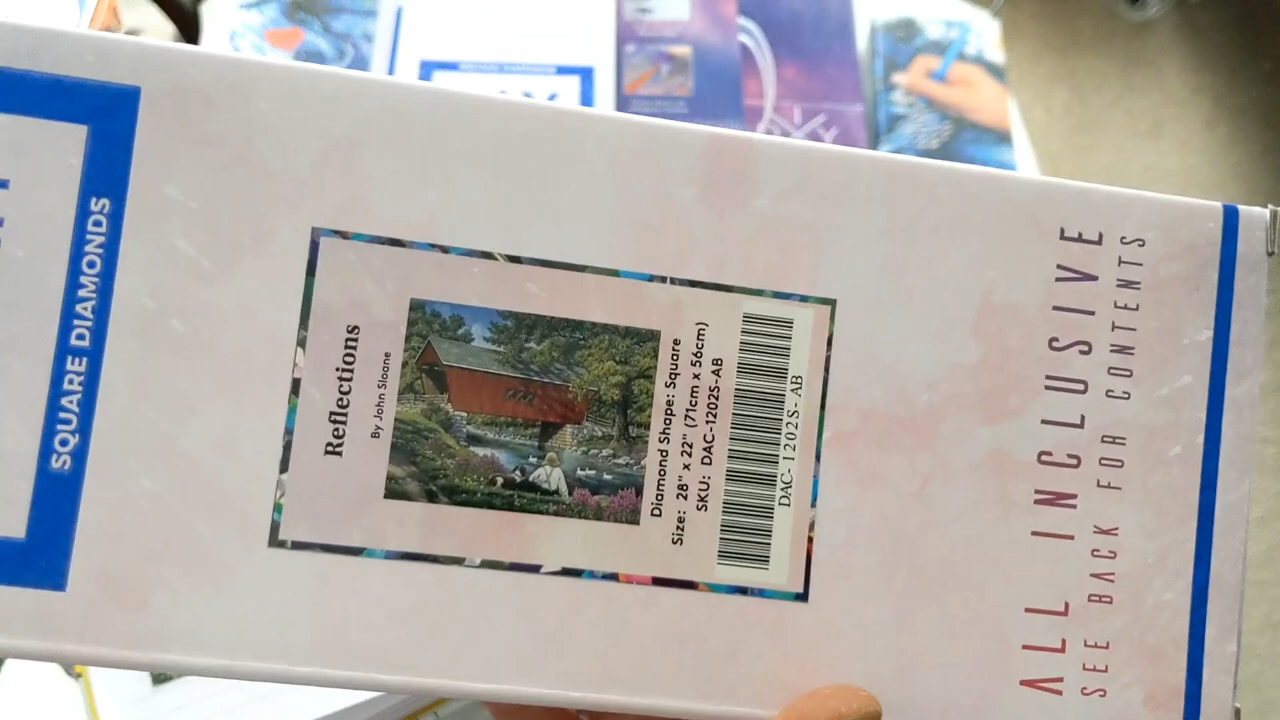 SQUARE DIAMONDS
Reflections
By John Sloane
Diamond Shape: Square
Size: 28" x 22" (71cm x 56cm)
SKU: DAC-1202S-AB
DAC-1202S-AB
ALL INCLUSIVE
SEE BACK FOR CONTENTS